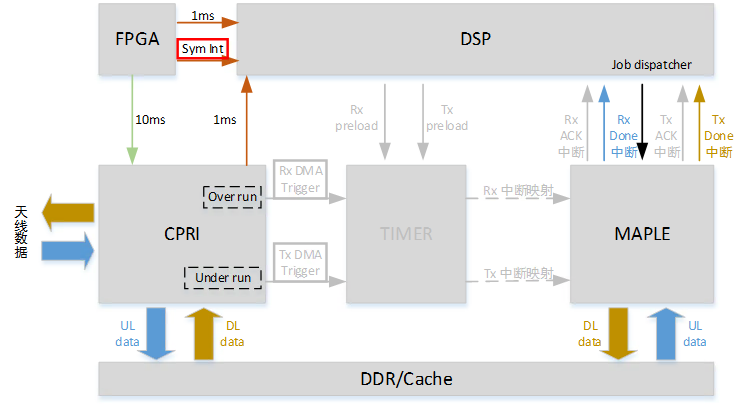 FPGA
1ms
Sym Int
DSP
Job dispatcher
10ms
1ms
Rx
preload
Tx
preload
Rx
ACK
中断
Rx
Done
中断
Tx
ACK
中断
Tx
Done
中断
天线数据
CPRI
Over run
Under run
Rx DMA
Trigger
Tx DMA
Trigger
TIMER
Rx 中断映射
Tx 中断映射
MAPLE
UL
data
DL
data
DL
data
UL
data
DDR/Cache